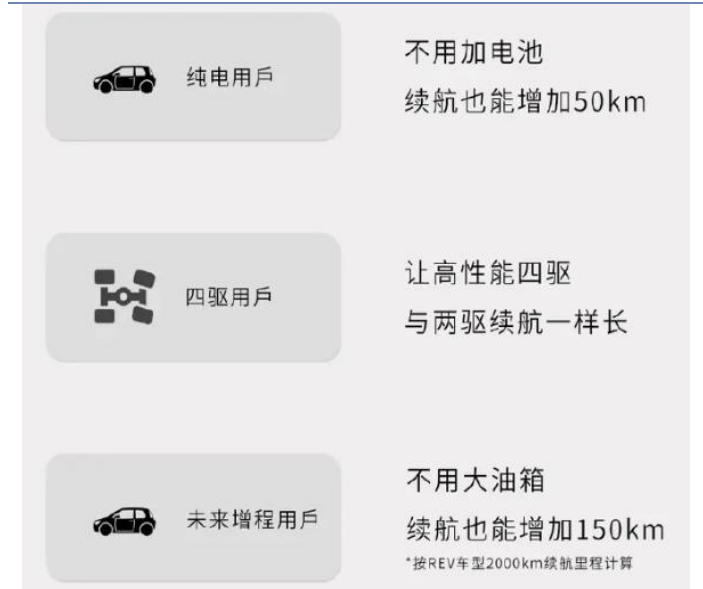 纯电用戶
不用加电池
续航也能增加50km
四驱用戶
让高性能四驱
与两驱续航一样长
未来增程用戶
不用大油箱
续航也能增加150km
*按REV车型2000km续航里程计算